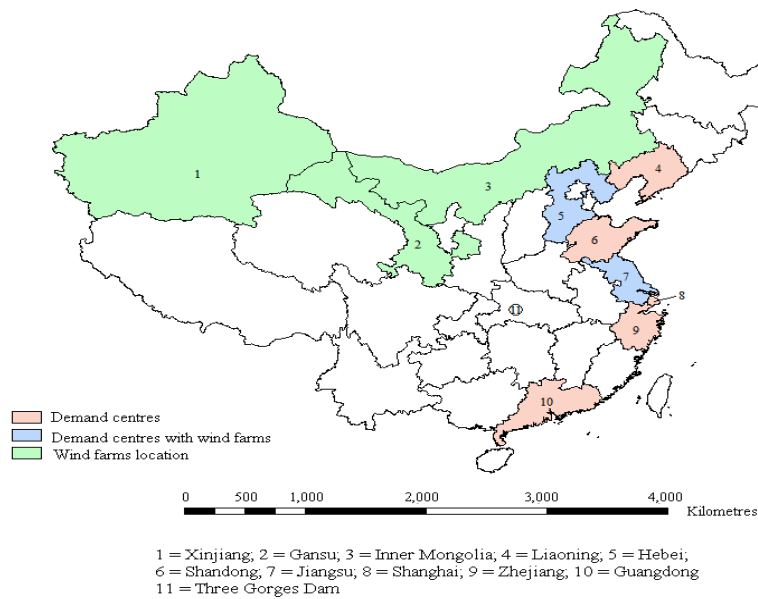 1
2
3
4
5
6
7
8
9
10
11
Demand centres
Demand centres with wind farms
Wind farms location
0 500 1,000 2,000 3,000 4,000
Kilometres
1 = Xinjiang; 2 = Gansu; 3 = Inner Mongolia; 4 = Liaoning; 5 = Hebei;
6 = Shandong; 7 = Jiangsu; 8 = Shanghai; 9 = Zhejiang; 10 = Guangdong
11 = Three Gorges Dam